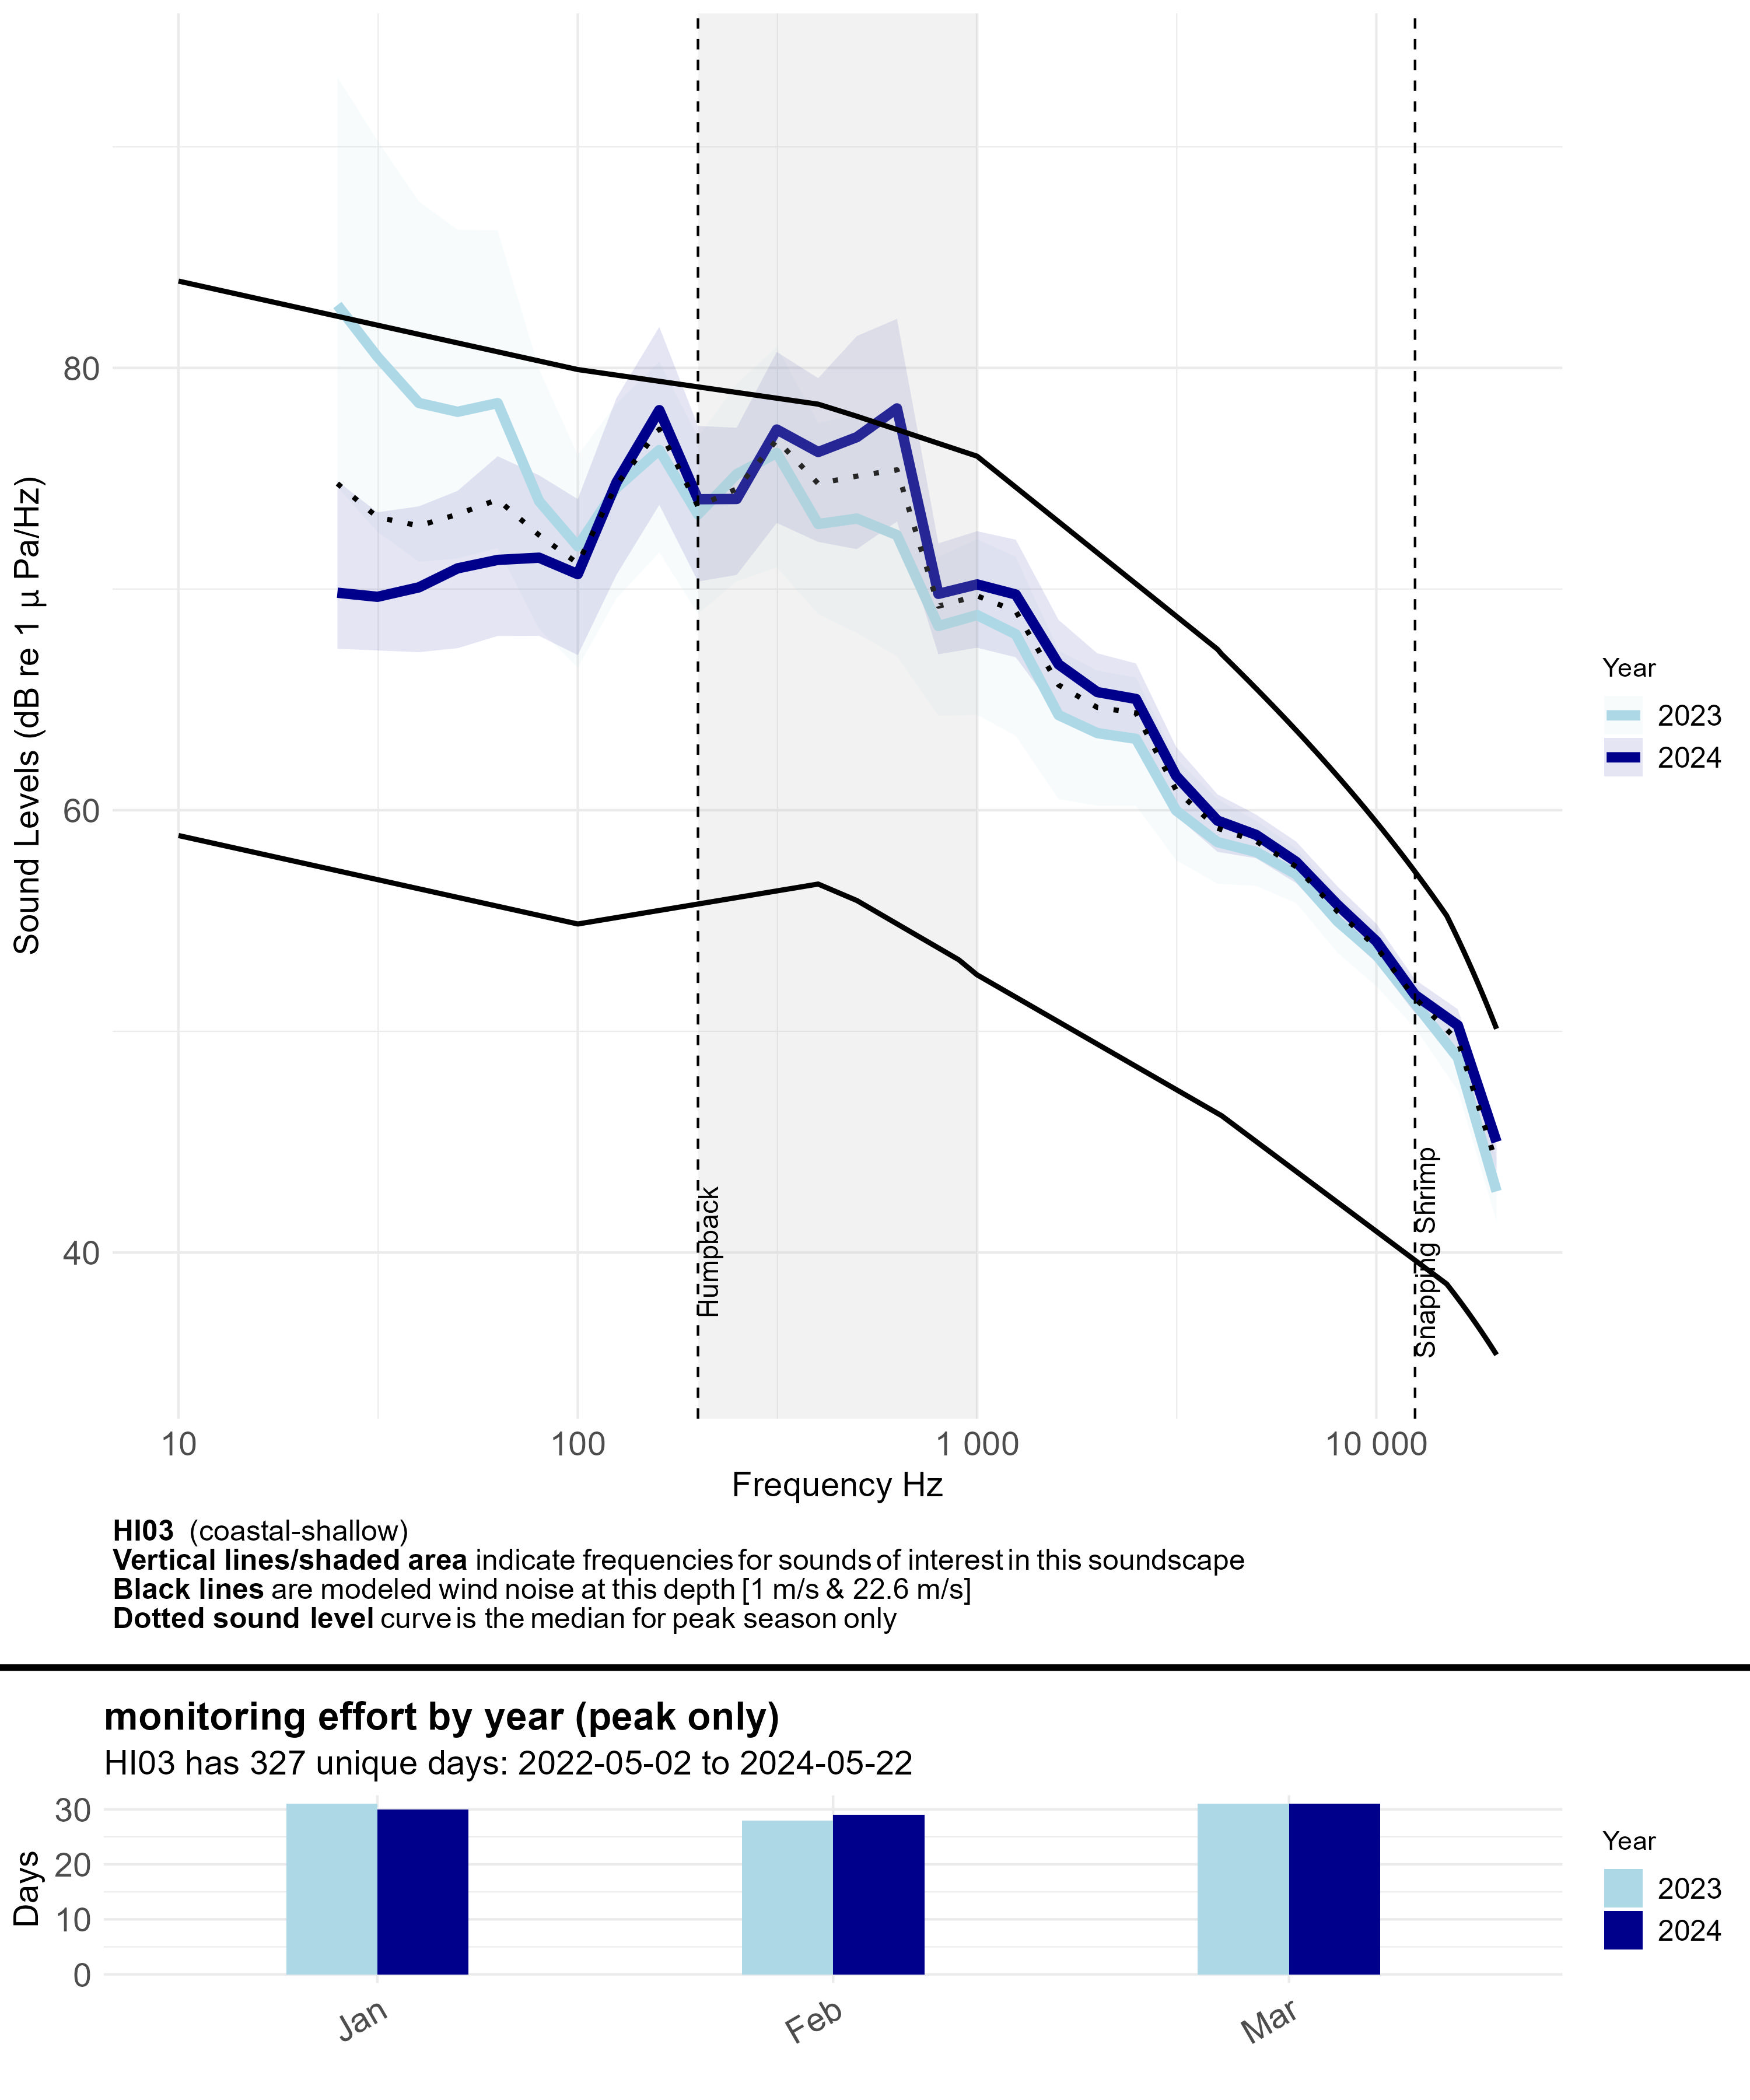 Sound Levels (dB re 1 µ Pa/Hz)
80
60
40
Humpback
Snapping Shrimp
10
100
1 000
10 000
Frequency Hz
Year
2023
2024
HI03 (coastal-shallow)
Vertical lines/shaded area indicate frequencies for sounds of interest in this soundscape
Black lines are modeled wind noise at this depth [1 m/s & 22.6 m/s]
Dotted sound level curve is the median for peak season only
monitoring effort by year (peak only)
HI03 has 327 unique days: 2022-05-02 to 2024-05-22
Days
30
20
10
0
Jan
Feb
Mar
Year
2023
2024